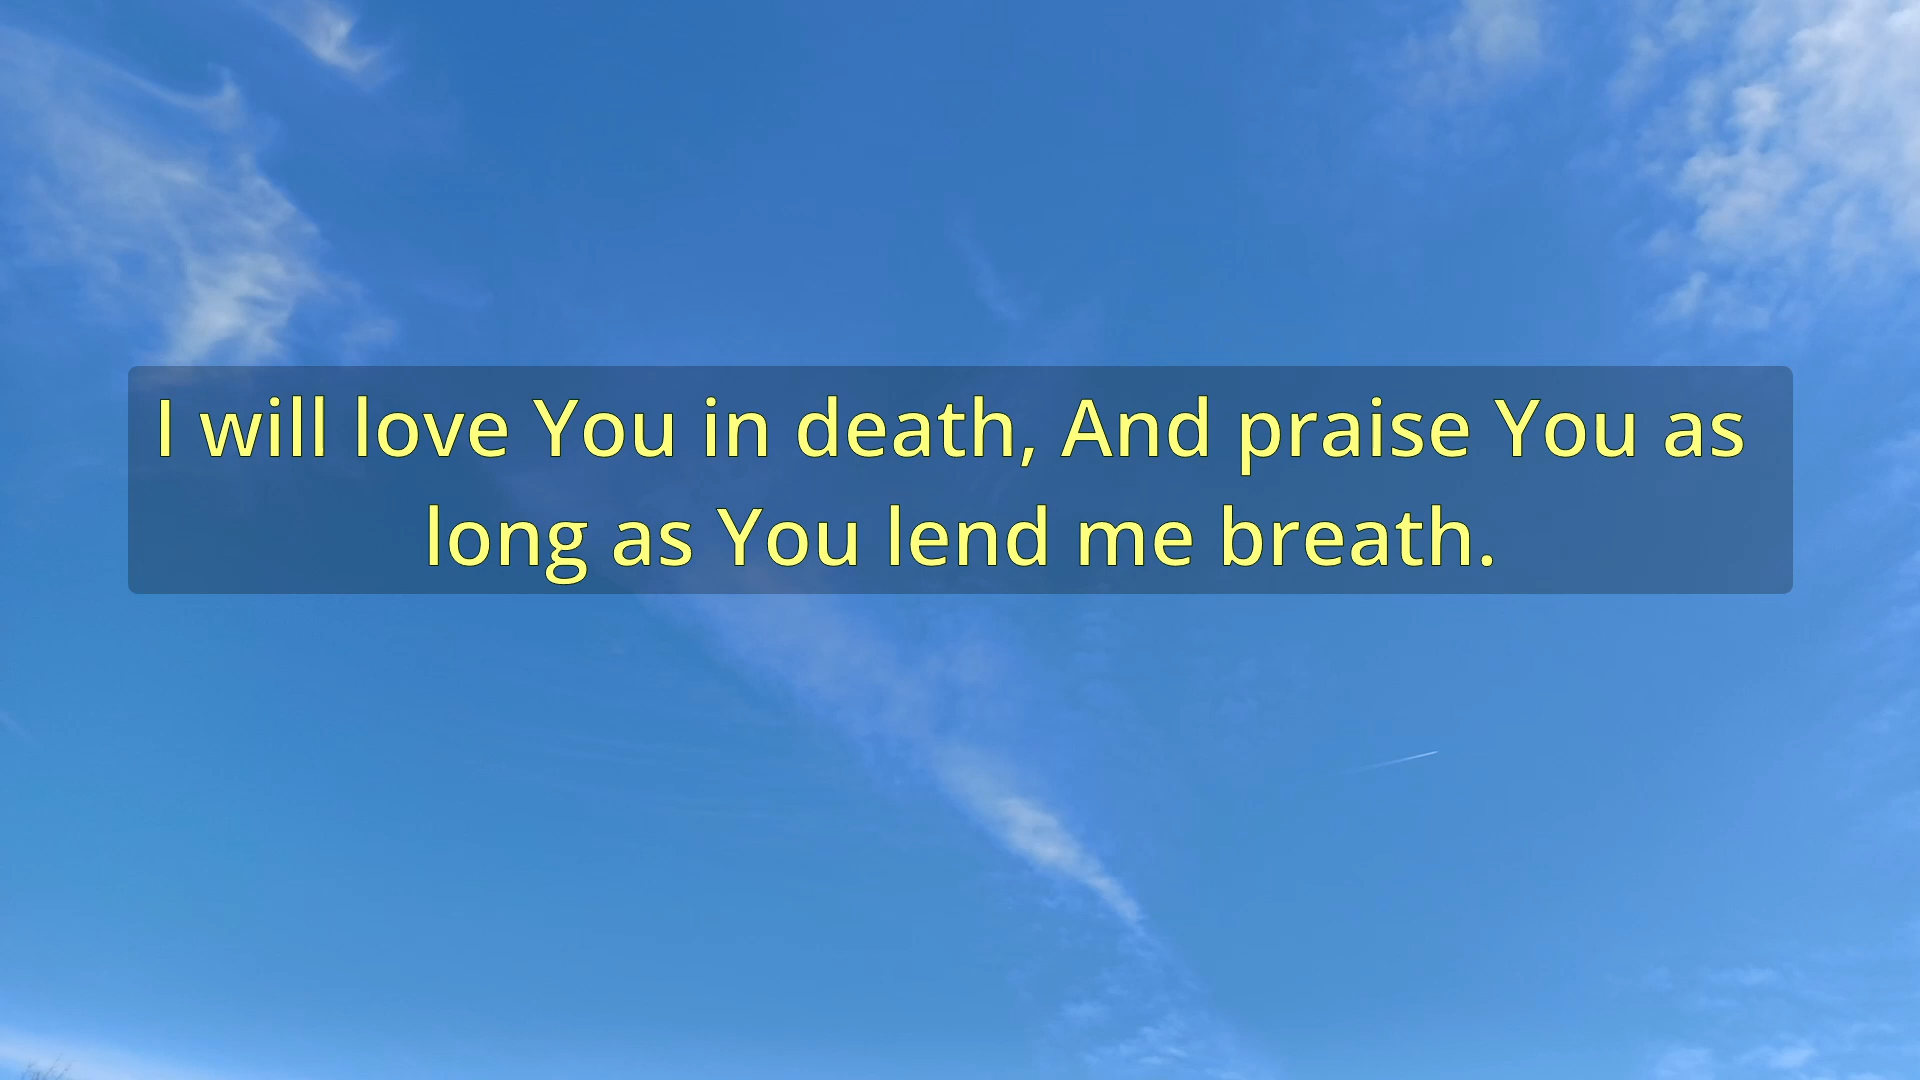 I will love You in death, And praise You as
long as You lend me breath.